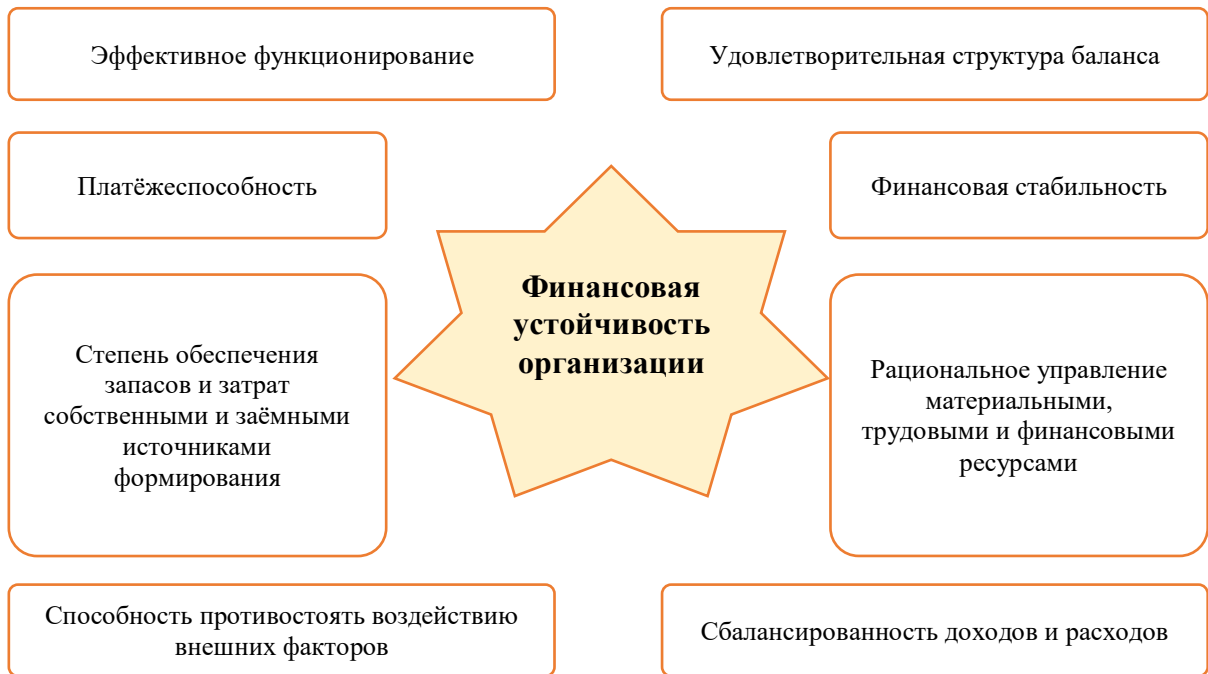 Эффективное функционирование
Удовлетворительная структура баланса
Платёжеспособность
Финансовая стабильность
Финансовая
устойчивость
организации
Степень обеспечения
запасов и затрат
собственными и заёмными
источниками
формирования
Рациональное управление
материальными,
трудовыми и финансовыми
ресурсами
Способность противостоять воздействию
внешних факторов
Сбалансированность доходов и расходов